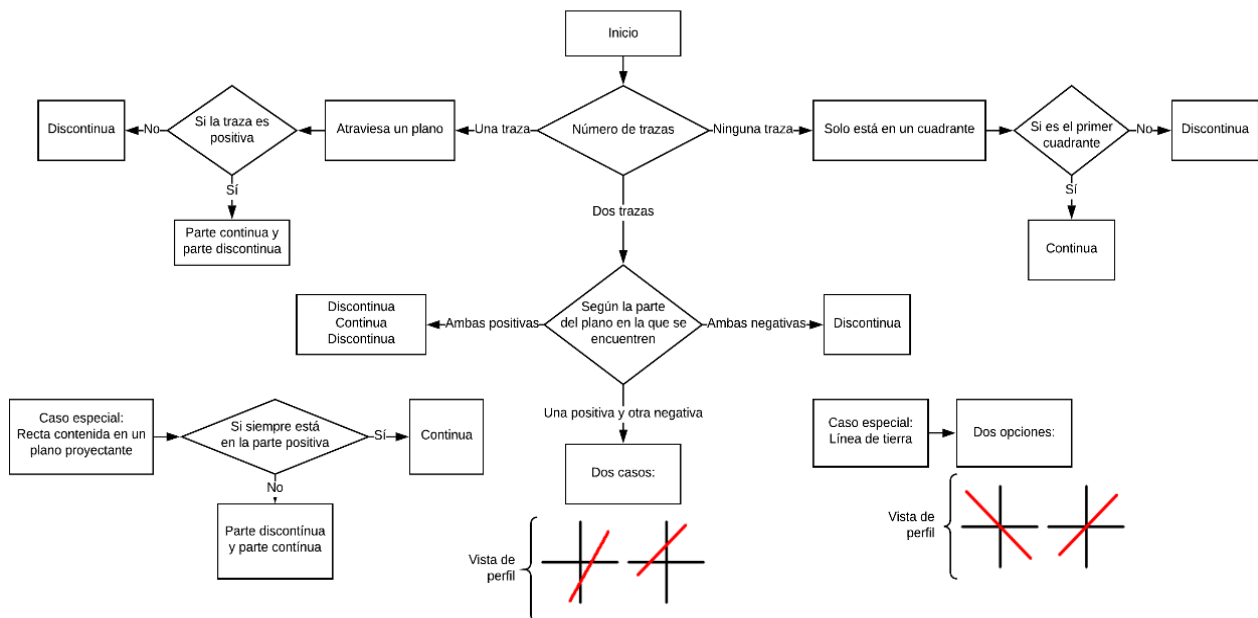 Inicio
Discontinua
No
Si la traza es
positiva
Atraviesa un plano
Una traza
Número de trazas
Ninguna traza
Solo está en un cuadrante
Si es el primer
cuadrante
No
Discontinua
Sí
Sí
Parte continua y
parte discontinua
Dos trazas
Continua
Discontinua
Continua
Discontinua
Ambas positivas
Según la parte
del plano en la que se
encuentren
Ambas negativas
Discontinua
Una positiva y otra negativa
Caso especial:
Recta contenida en un
plano proyectante
Si siempre está
en la parte positiva
Sí
Continua
Dos casos:
Caso especial:
Línea de tierra
Dos opciones:
No
Parte discontínua
y parte contínua
Vista de
perfil
Vista de
perfil